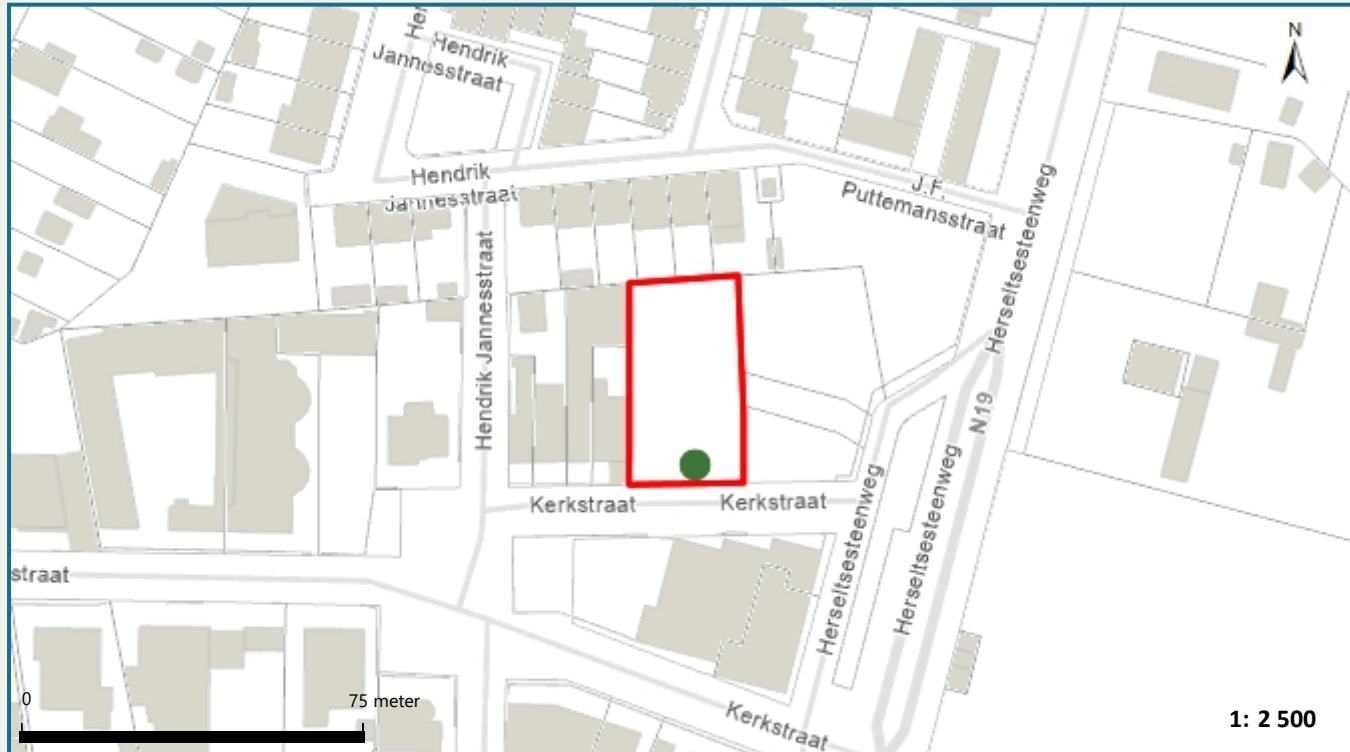 N
Hendrik
Jannesstraat
Hendrik
Jannesstraat
J.F.
Puttemansstraat
Herseltsesteenweg
Hendrik Jannesstraat
N19
Kerkstraat
Kerkstraat
Herseltsesteenweg
Herseltsesteenweg
straat
Kerkstraat
0
75 meter
1: 2 500